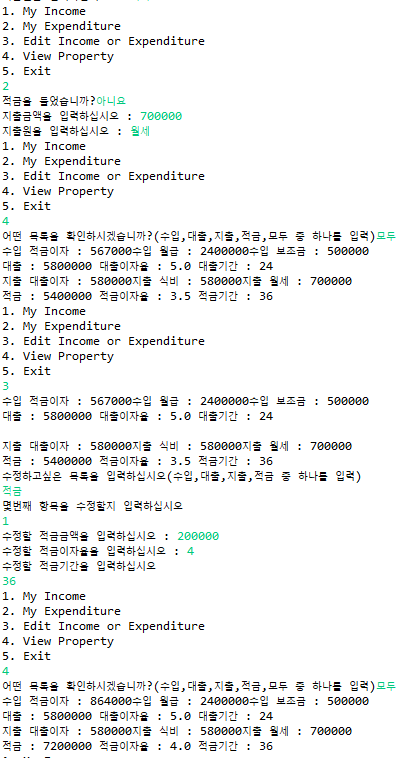 1. My Income
2. My Expenditure
3. Edit Income or Expenditure
4. View Property
5. Exit
2
적금을 들었습니까?아니요
지출금액을 입력하십시오 : 700000
지출원을 입력하십시오 : 월세
1. My Income
2. My Expenditure
3. Edit Income or Expenditure
4. View Property
5. Exit
4
어떤 목록을 확인하시겠습니까?(수입,대출,지출,적금,모두 중 하나를 입력)모두
수입 적금이자 : 567000수입 월급 : 2400000수입 보조금 : 500000
대출 : 5800000 대출이자율 : 5.0 대출기간 : 24
지출 대출이자 : 580000지출 식비 : 580000지출 월세 : 700000
적금 : 5400000 적금이자율 : 3.5 적금기간 : 36
1. My Income
2. My Expenditure
3. Edit Income or Expenditure
4. View Property
5. Exit
3
수입 적금이자 : 567000수입 월급 : 2400000수입 보조금 : 500000
대출 : 5800000 대출이자율 : 5.0 대출기간 : 24
지출 대출이자 : 580000지출 식비 : 580000지출 월세 : 700000
적금 : 5400000 적금이자율 : 3.5 적금기간 : 36
수정하고싶은 목록을 입력하십시오(수입,대출,지출,적금 중 하나를 입력)
적금
몇번째 항목을 수정할지 입력하십시오
1
수정할 적금금액을 입력하십시오 : 200000
수정할 적금이자율을 입력하십시오 : 4
수정할 적금기간을 입력하십시오
36
1. My Income
2. My Expenditure
3. Edit Income or Expenditure
4. View Property
5. Exit
4
어떤 목록을 확인하시겠습니까?(수입,대출,지출,적금,모두 중 하나를 입력)모두
수입 적금이자 : 864000수입 월급 : 2400000수입 보조금 : 500000
대출 : 5800000 대출이자율 : 5.0 대출기간 : 24
지출 대출이자 : 580000지출 식비 : 580000지출 월세 : 700000
적금 : 7200000 적금이자율 : 4.0 적금기간 : 36